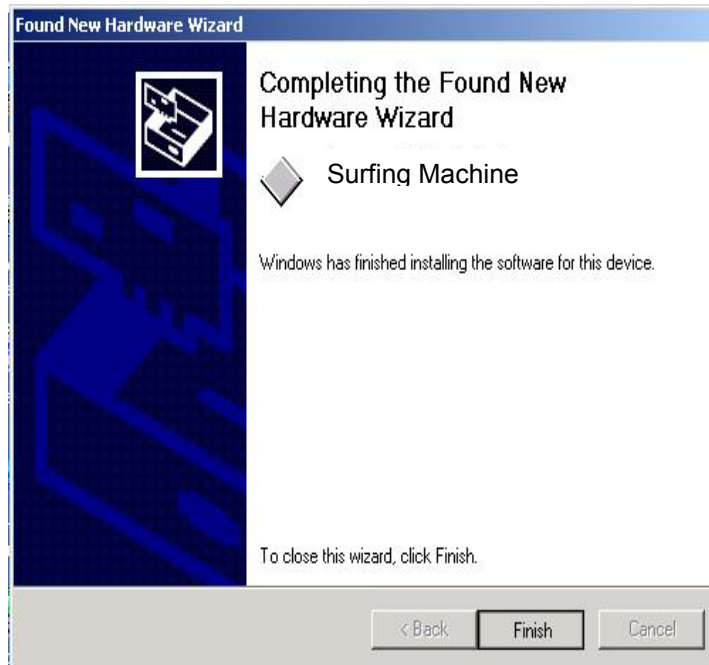 Found New Hardware Wizard
Completing the Found New
Hardware Wizard
Surfing Machine
Windows has finished installing the software for this device.
To close this wizard, click Finish.
< Back Finish Cancel